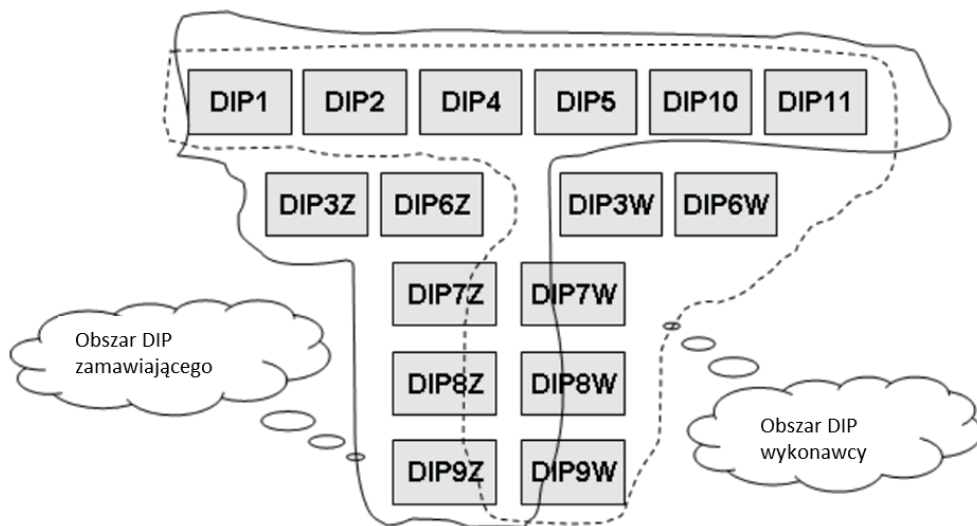 DIP1 DIP2 DIP4 DIP5 DIP10 DIP11
DIP3Z DIP6Z DIP3W DIP6W
DIP7Z DIP7W
Obszar DIP
zamawiającego
DIP8Z DIP8W
Obszar DIP
wykonawcy
DIP9Z DIP9W